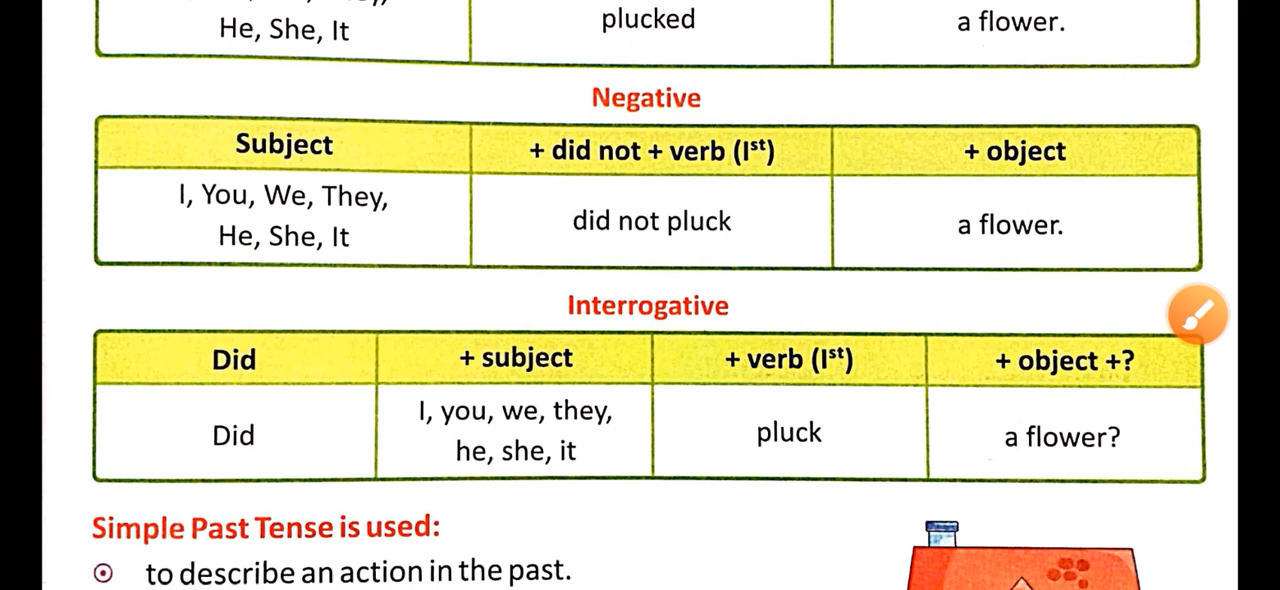 He, She, It
plucked
a flower.
Negative
Subject
+ did not + verb (Iˢᵗ)
+ object
I, You, We, They,
He, She, It
did not pluck
a flower.
Interrogative
Did
+ subject
+ verb (Iˢᵗ)
+ object +?
Did
I, you, we, they,
he, she, it
pluck
a flower?
Simple Past Tense is used:
to describe an action in the past.